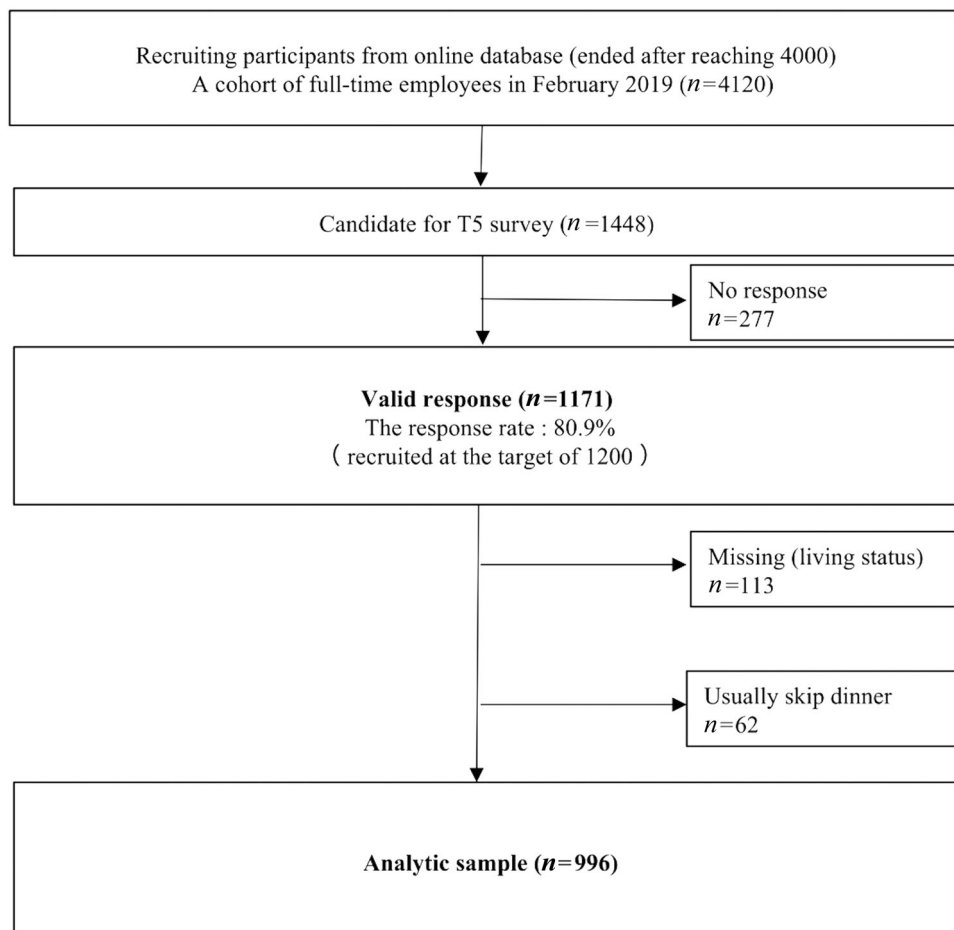 Recruiting participants from online database (ended after reaching 4000)
A cohort of full-time employees in February 2019 (n=4120)
Candidate for T5 survey (n=1448)
No response
n=277
Valid response (n=1171)
The response rate : 80.9%
( recruited at the target of 1200 )
Missing (living status)
n=113
Usually skip dinner
n=62
Analytic sample (n=996)